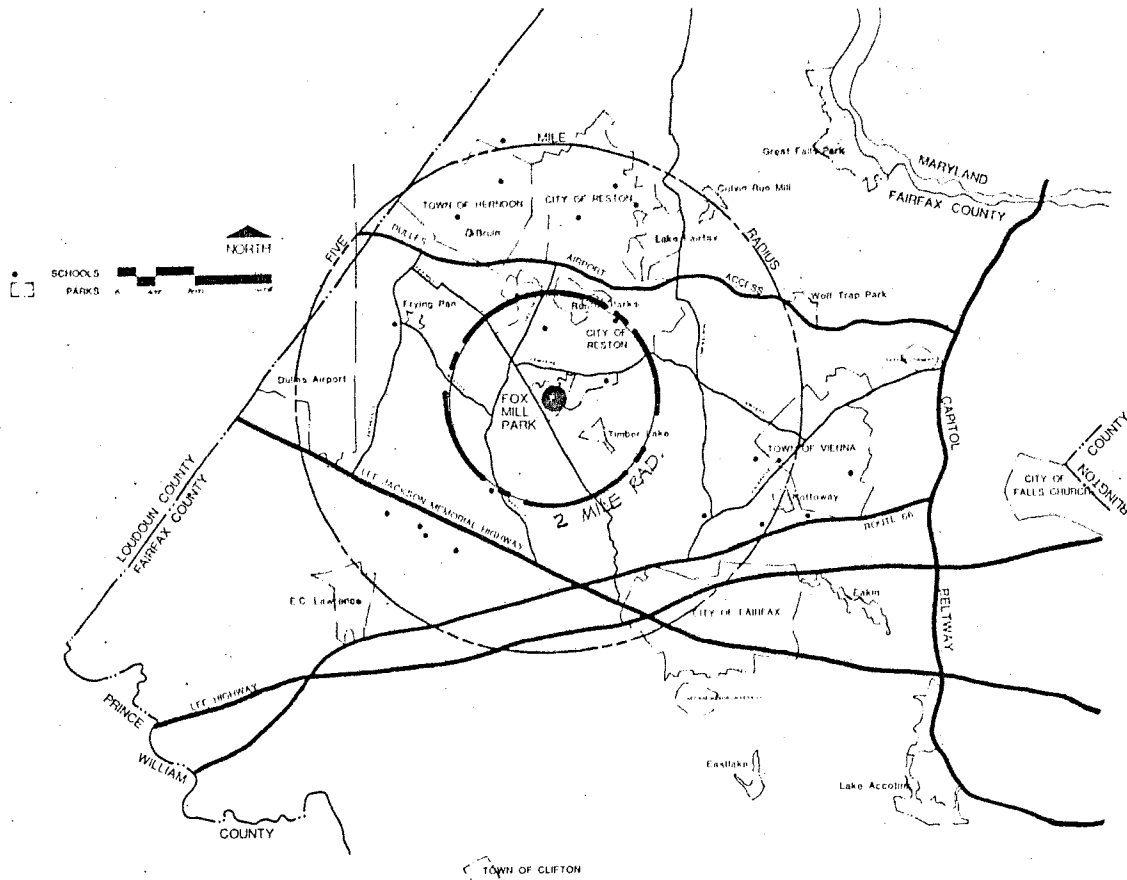 MILE
Great Falls Park
MARYLAND
FAIRFAX COUNTY
Colvin Run Mill
TOWN OF HERNDON
CITY OF RESTON
FIVE
DULLES
Lake Fairfax
RADIUS
NORTH
AIRPORT
ACCESS
SCHOOLS
PARKS
Wolf Trap Park
Frying Pan
CITY OF
RESTON
Dulles Airport
FOX
MILL
PARK
CAPITOL
Timber Lake
TOWN OF VIENNA
2 MILE RAD.
COUNTY
ARLINGTON
CITY OF
FALLS CHURCH
LEE JACKSON MEMORIAL HIGHWAY
ROUTE 66
LOUDOUN COUNTY
FAIRFAX COUNTY
E.C. Lawrence
CITY OF FAIRFAX
Eakin
BELTWAY
LEE HIGHWAY
PRINCE
WILLIAM
COUNTY
Eastlake
Lake Accotink
TOWN OF CLIFTON